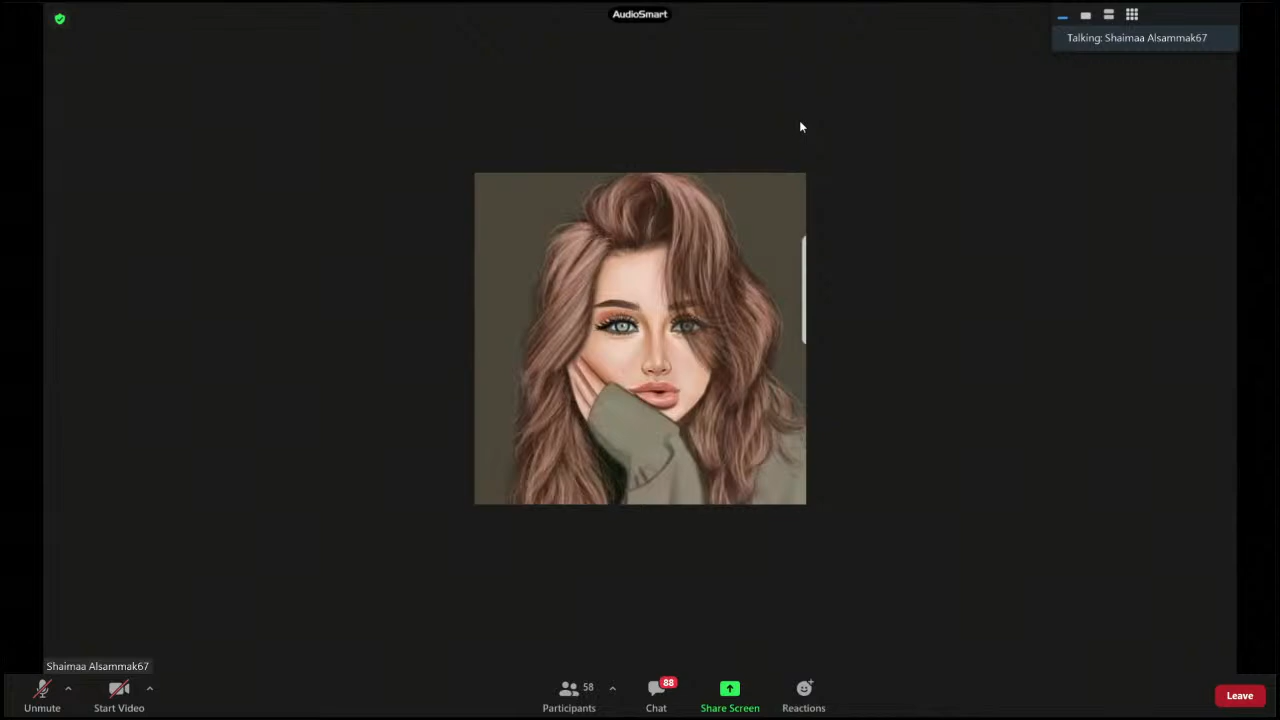 AudioSmart
Talking: Shaimaa Alsammak67
Shaimaa Alsammak67
Unmute
Start Video
58
Participants
88
Chat
Share Screen
Reactions
Leave